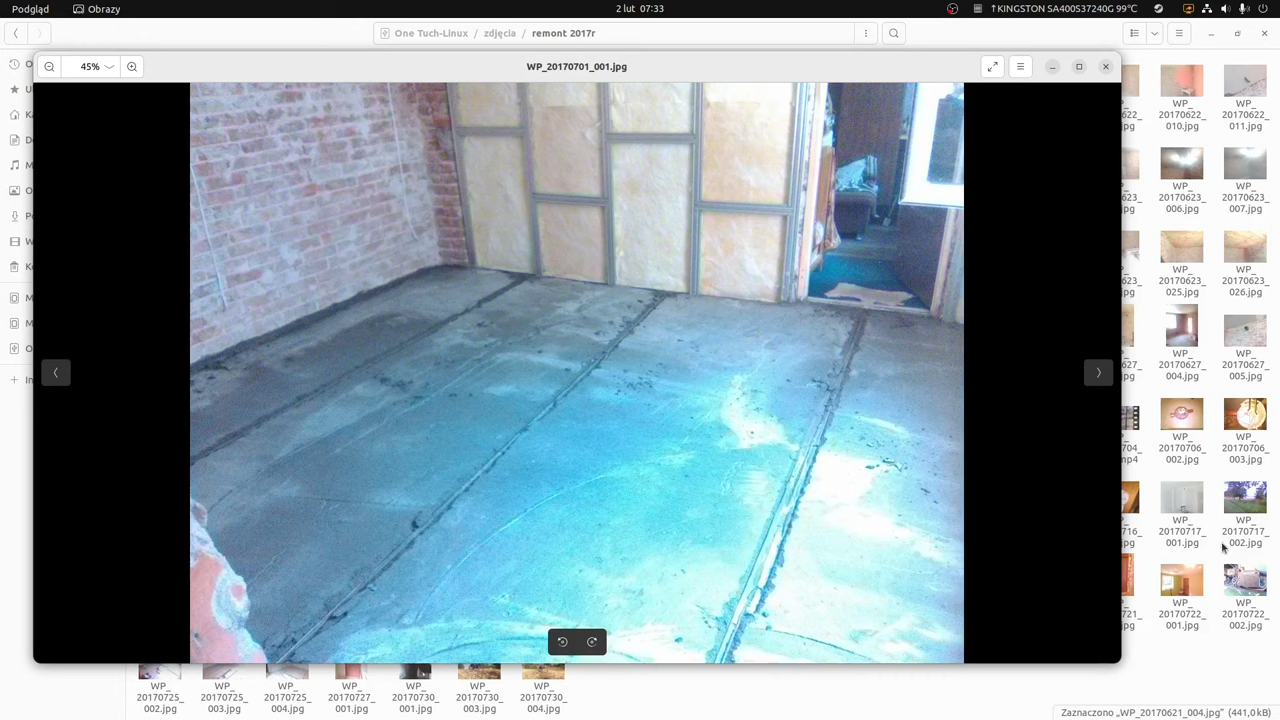 Podgląd
Obrazy
2 lut 07:33
↑KINGSTON SA400S37240G 99°C
One Tuch-Linux / zdjęcia / remont 2017r
45%
WP_20170701_001.jpg
WP_
20170622_
010.jpg
WP_
20170622_
011.jpg
WP_
20170623_
006.jpg
WP_
20170623_
007.jpg
WP_
20170623_
025.jpg
WP_
20170623_
026.jpg
WP_
20170627_
004.jpg
WP_
20170627_
005.jpg
WP_
20170706_
002.jpg
WP_
20170706_
003.jpg
WP_
20170717_
001.jpg
WP_
20170717_
002.jpg
WP_
20170722_
001.jpg
WP_
20170722_
002.jpg
WP_
20170725_
002.jpg
WP_
20170725_
003.jpg
WP_
20170725_
004.jpg
WP_
20170727_
001.jpg
WP_
20170730_
001.jpg
WP_
20170730_
003.jpg
WP_
20170730_
004.jpg
Zaznaczono „WP_20170621_004.jpg” (441,0 kB)